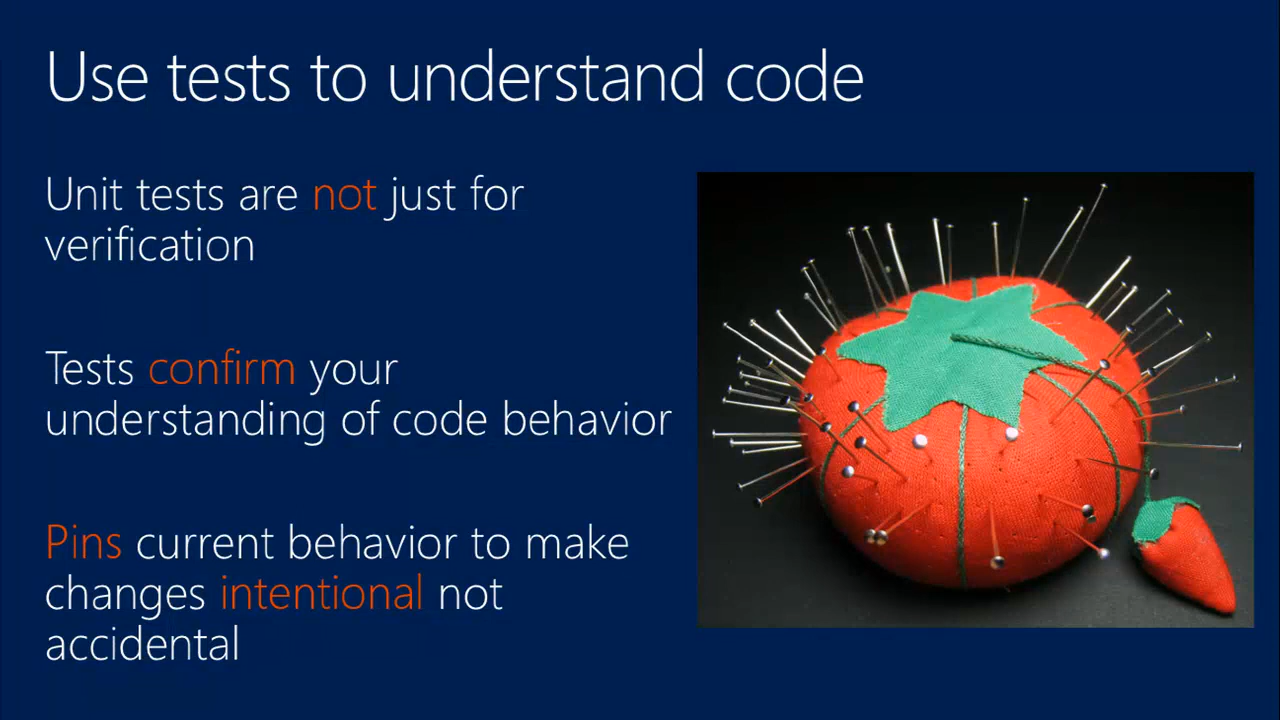 Use tests to understand code
Unit tests are not just for
verification
Tests confirm your
understanding of code behavior
Pins current behavior to make
changes intentional not
accidental